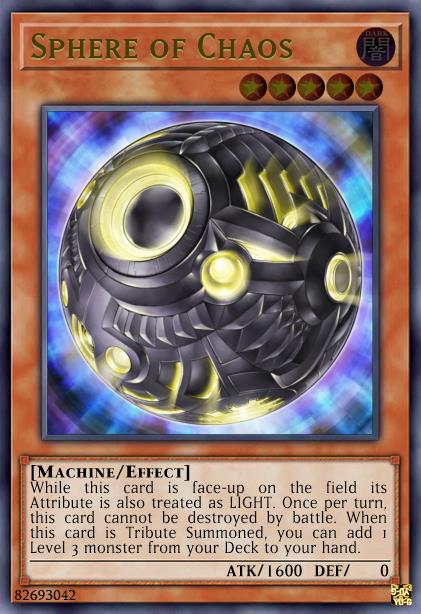 Sphere of Chaos
DARK
闇
[Machine/Effect]
While this card is face-up on the field its
Attribute is also treated as LIGHT. Once per turn,
this card cannot be destroyed by battle. When
this card is Tribute Summoned, you can add 1
Level 3 monster from your Deck to your hand.
ATK/1600 DEF/ 0
82693042